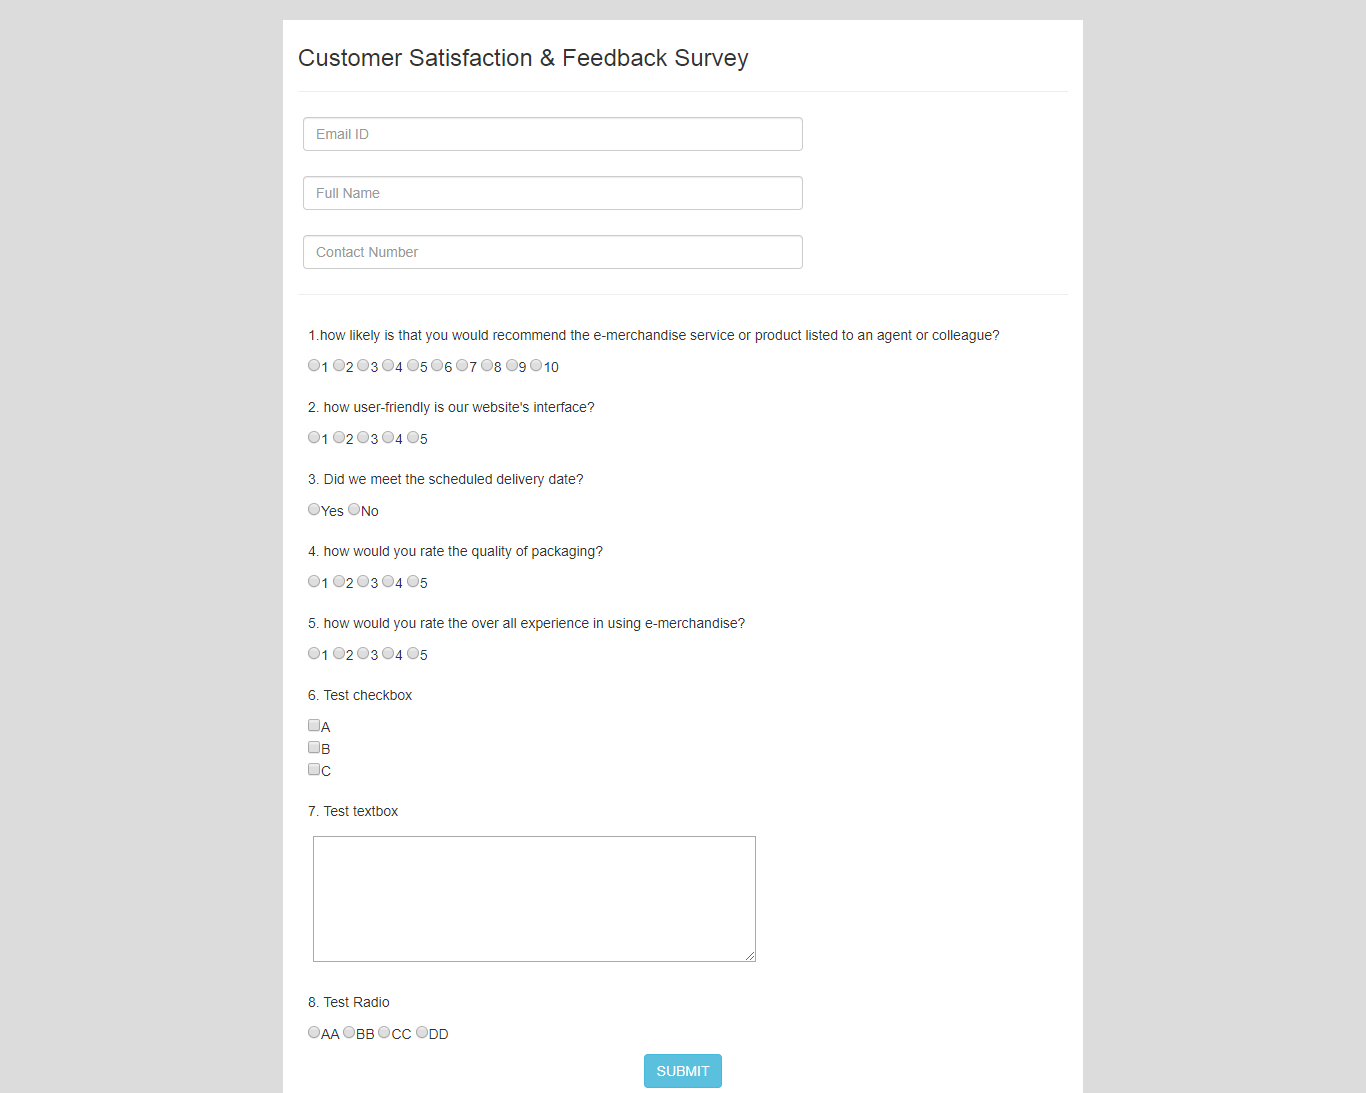 Customer Satisfaction & Feedback Survey
Email ID
Full Name
Contact Number
1.how likely is that you would recommend the e-merchandise service or product listed to an agent or colleague?
1 2 3 4 5 6 7 8 9 10
2. how user-friendly is our website's interface?
1 2 3 4 5
3. Did we meet the scheduled delivery date?
Yes No
4. how would you rate the quality of packaging?
1 2 3 4 5
5. how would you rate the over all experience in using e-merchandise?
1 2 3 4 5
6. Test checkbox
A
B
C
7. Test textbox
8. Test Radio
AA BB CC DD
SUBMIT